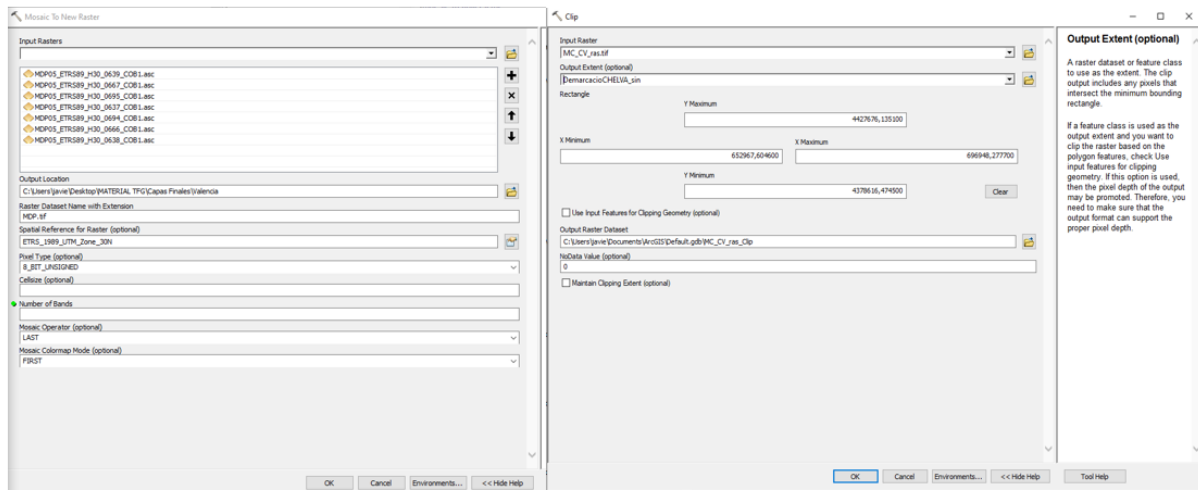 Mosaic To New Raster
Input Rasters
MDP05_ETRS89_H30_0639_COB1.asc
MDP05_ETRS89_H30_0667_COB1.asc
MDP05_ETRS89_H30_0695_COB1.asc
MDP05_ETRS89_H30_0637_COB1.asc
MDP05_ETRS89_H30_0694_COB1.asc
MDP05_ETRS89_H30_0666_COB1.asc
MDP05_ETRS89_H30_0638_COB1.asc
Output Location
C:\Users\javie\Desktop\MATERIAL TFG\Capas Finales\Valencia
Raster Dataset Name with Extension
MDP.tif
Spatial Reference for Raster (optional)
ETRS_1989_UTM_Zone_30N
Pixel Type (optional)
8_BIT_UNSIGNED
Cellsize (optional)
Number of Bands
Mosaic Operator (optional)
LAST
Mosaic Colormap Mode (optional)
FIRST
OK
Cancel
Environments...
<< Hide Help
Clip
Input Raster
MC_CV_ras.tif
Output Extent (optional)
DemarcacioCHELVA_sin
Rectangle
Y Maximum
4427676,135100
X Minimum
X Maximum
652967,604600
696948,277700
Y Minimum
4378616,474500
Clear
Use Input Features for Clipping Geometry (optional)
Output Raster Dataset
C:\Users\javie\Documents\ArcGIS\Default.gdb\MC_CV_ras_Clip
NoData Value (optional)
0
Maintain Clipping Extent (optional)
OK
Cancel
Environments...
<< Hide Help
Output Extent (optional)
A raster dataset or feature class
to use as the extent. The clip
output includes any pixels that
intersect the minimum bounding
rectangle.
If a feature class is used as the
output extent and you want to
clip the raster based on the
polygon features, check Use
input features for clipping
geometry. If this option is used,
then the pixel depth of the output
may be promoted. Therefore, you
need to make sure that the
output format can support the
proper pixel depth.
Tool Help